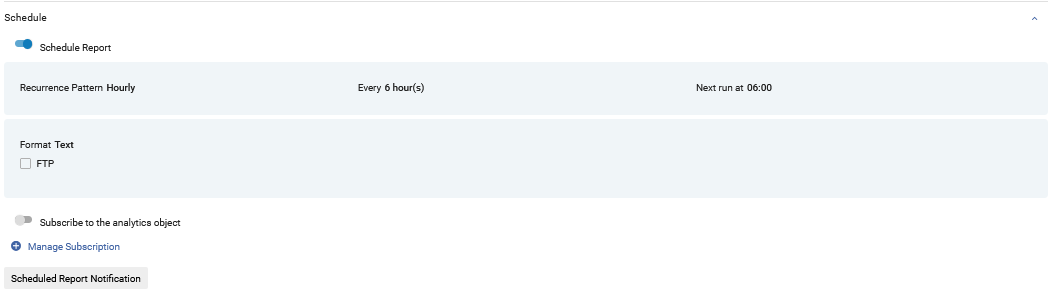 Schedule
Schedule Report
Recurrence Pattern Hourly Every 6 hour(s) Next run at 06:00
Format Text
FTP
Subscribe to the analytics object
Manage Subscription
Scheduled Report Notification